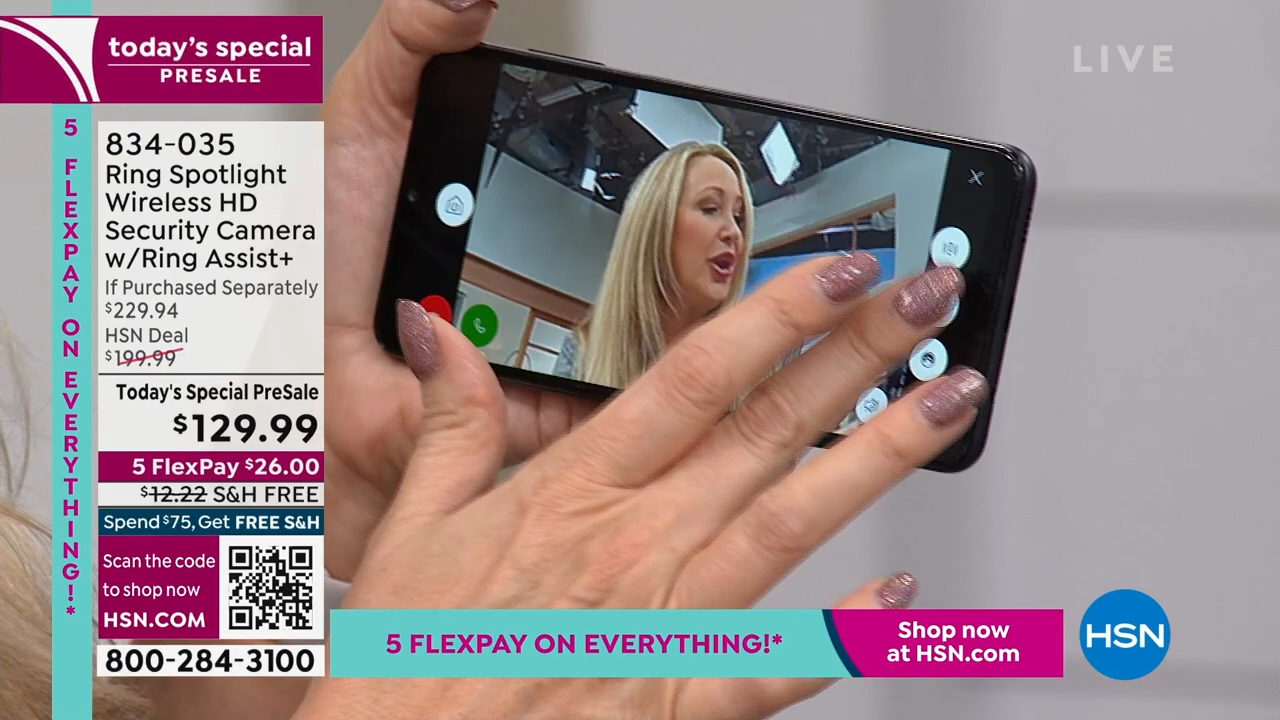 today's special
PRESALE
LIVE
5 FLEXPAY ON EVERYTHING!*
834-035
Ring Spotlight
Wireless HD
Security Camera
w/Ring Assist+
If Purchased Separately
$229.94
HSN Deal
$199.99
Today's Special PreSale
$129.99
5 FlexPay $26.00
$12.22 S&H FREE
Spend $75, Get FREE S&H
Scan the code
to shop now
HSN.COM
800-284-3100
5 FLEXPAY ON EVERYTHING!*
Shop now
at HSN.com
HSN